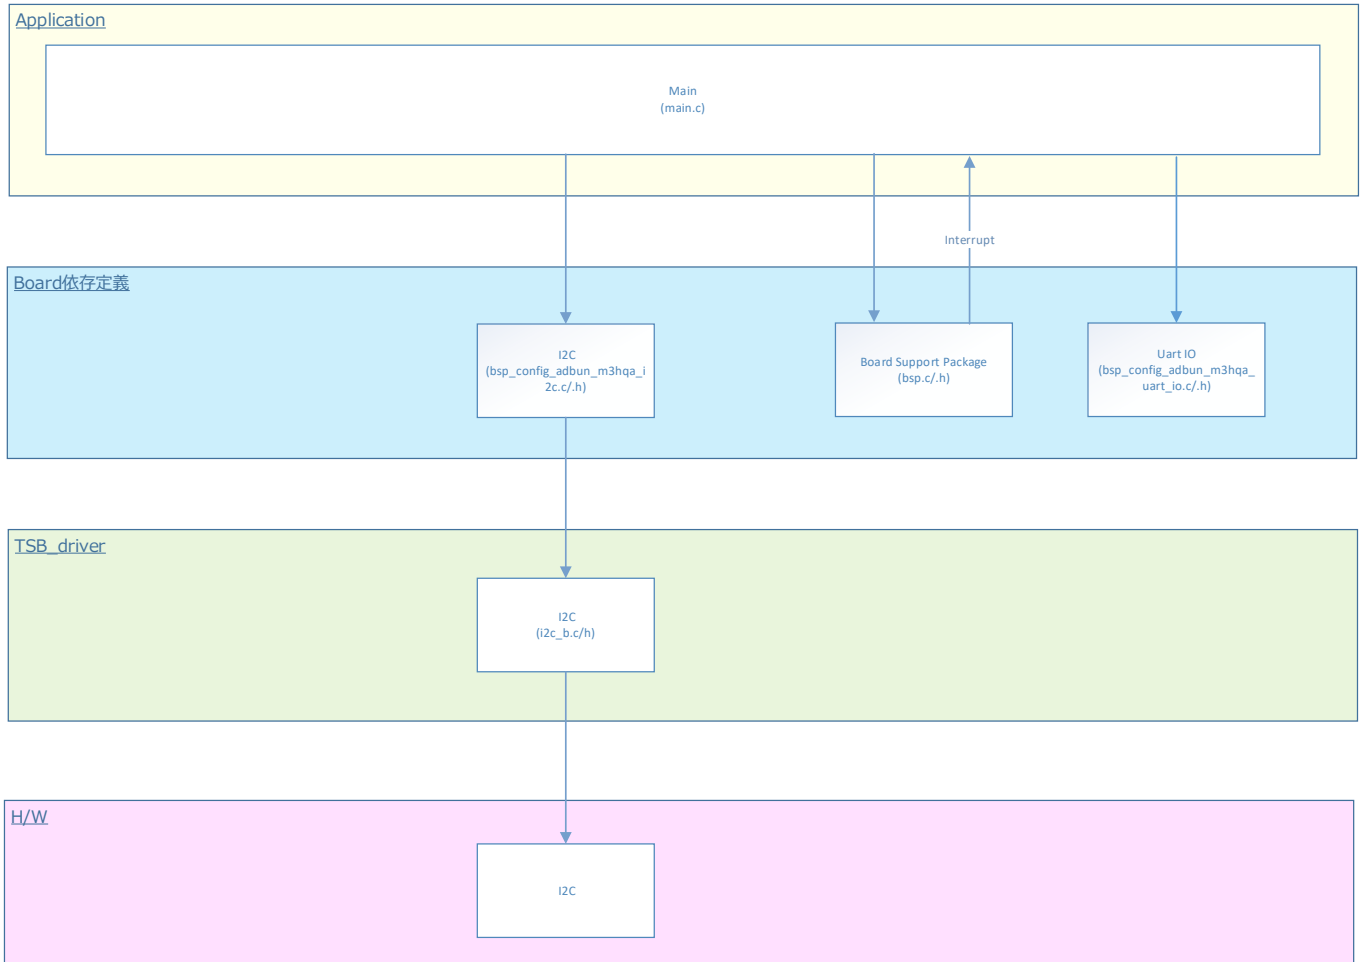 Application
Main
(main.c)
Interrupt
Board依存定義
I2C
(bsp_config_adbun_m3hqa_i
2c.c/.h)
Board Support Package
(bsp.c/.h)
Uart IO
(bsp_config_adbun_m3hqa_
uart_io.c/.h)
TSB_driver
I2C
(i2c_b.c/h)
H/W
I2C